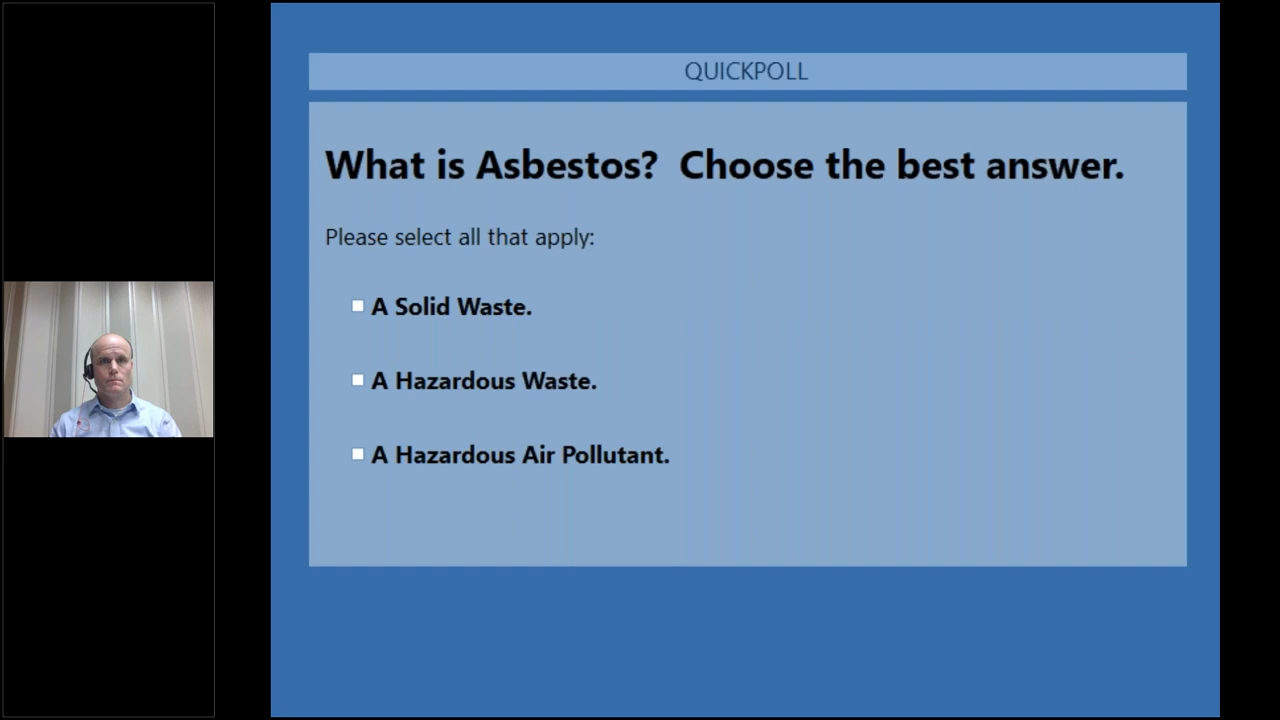 QUICKPOLL
What is Asbestos?  Choose the best answer.
Please select all that apply:
A Solid Waste.
A Hazardous Waste.
A Hazardous Air Pollutant.